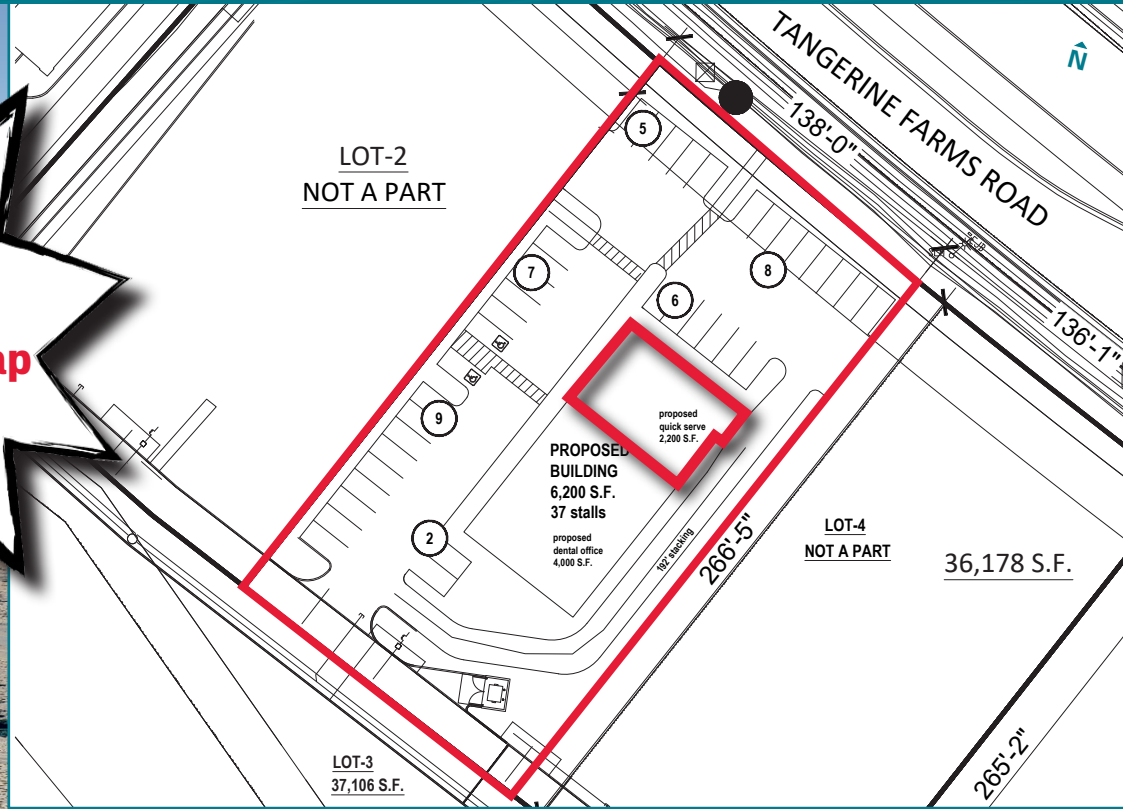 TANGERINE FARMS ROAD
N
138'-0"
136'-1"
LOT-2
NOT A PART
5
8
7
6
9
2
proposed
quick serve
2,200 S.F.
PROPOSED
BUILDING
6,200 S.F.
37 stalls
proposed
dental office
4,000 S.F.
192' stacking
266'-5"
LOT-4
NOT A PART
36,178 S.F.
265'-2"
LOT-3
37,106 S.F.